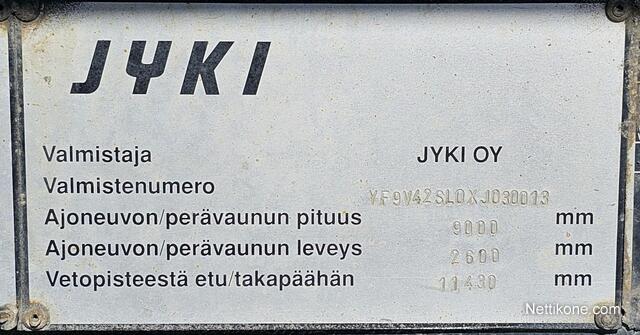 JYKI
Valmistaja JYKI OY
Valmistenumero YF9V42SL0XJ030013
Ajoneuvon/perävaunun pituus 9000 mm
Ajoneuvon/perävaunun leveys 2600 mm
Vetopisteestä etu/takapäähän 11430 mm
Nettikone.com